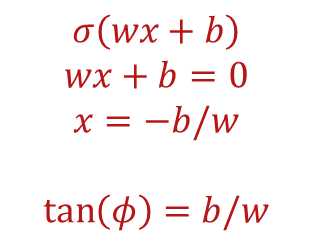 σ(wx + b)
wx + b = 0
x = −b/w
tan(ϕ) = b/w